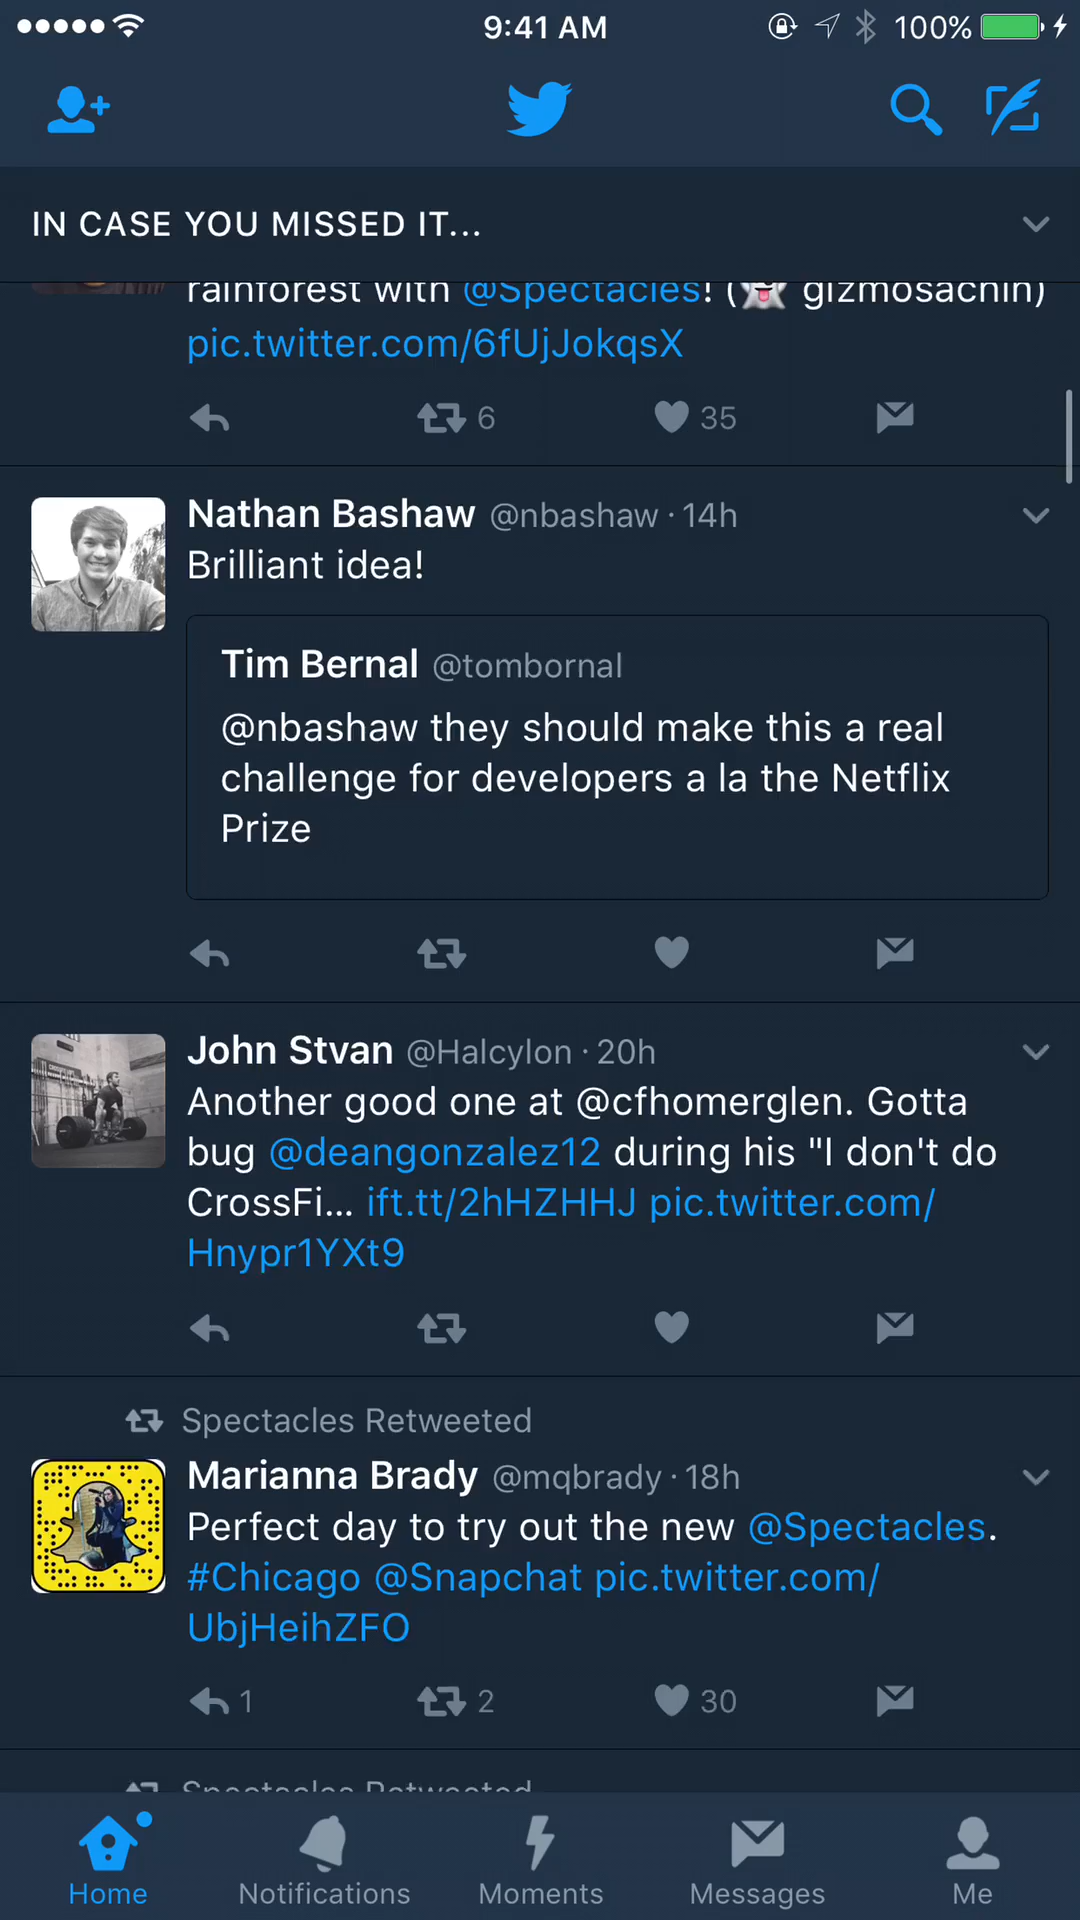 9:41 AM
100%
IN CASE YOU MISSED IT...
rainforest with @Spectacles! (👻 gizmosachin)
pic.twitter.com/6fUjJokqsX
6
35
Nathan Bashaw @nbashaw · 14h
Brilliant idea!
Tim Bernal @tombornal
@nbashaw they should make this a real
challenge for developers a la the Netflix
Prize
John Stvan @Halcylon · 20h
Another good one at @cfhomerglen. Gotta
bug @deangonzalez12 during his "I don't do
CrossFi... ift.tt/2hHZHHJ pic.twitter.com/
Hnypr1YXt9
Spectacles Retweeted
Marianna Brady @mqbrady · 18h
Perfect day to try out the new @Spectacles.
#Chicago @Snapchat pic.twitter.com/
UbjHeihZFO
1
2
30
Spectacles Retweeted
Home
Notifications
Moments
Messages
Me